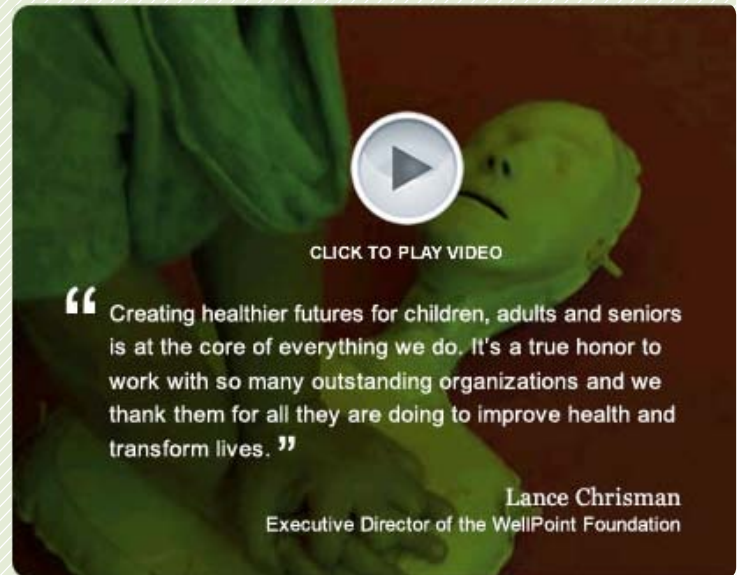 CLICK TO PLAY VIDEO
“ Creating healthier futures for children, adults and seniors
is at the core of everything we do. It's a true honor to
work with so many outstanding organizations and we
thank them for all they are doing to improve health and
transform lives. ”
Lance Chrisman
Executive Director of the WellPoint Foundation